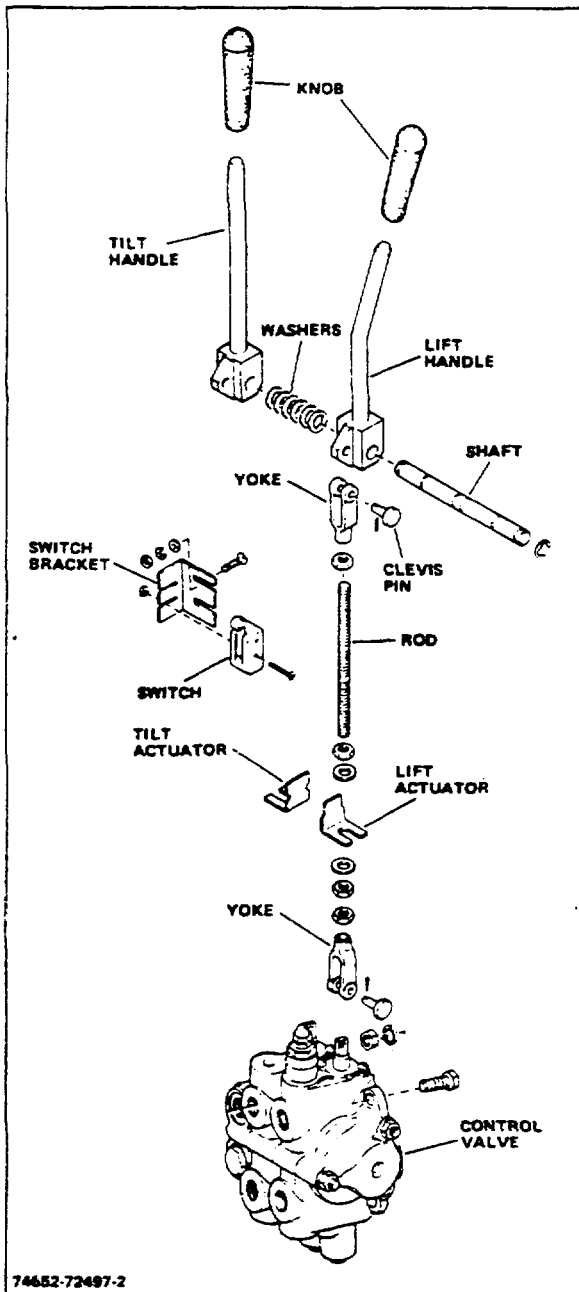 KNOB
TILT
HANDLE
WASHERS
LIFT
HANDLE
SHAFT
YOKE
SWITCH
BRACKET
CLEVIS
PIN
ROD
SWITCH
TILT
ACTUATOR
LIFT
ACTUATOR
YOKE
CONTROL
VALVE
74652-72497-2